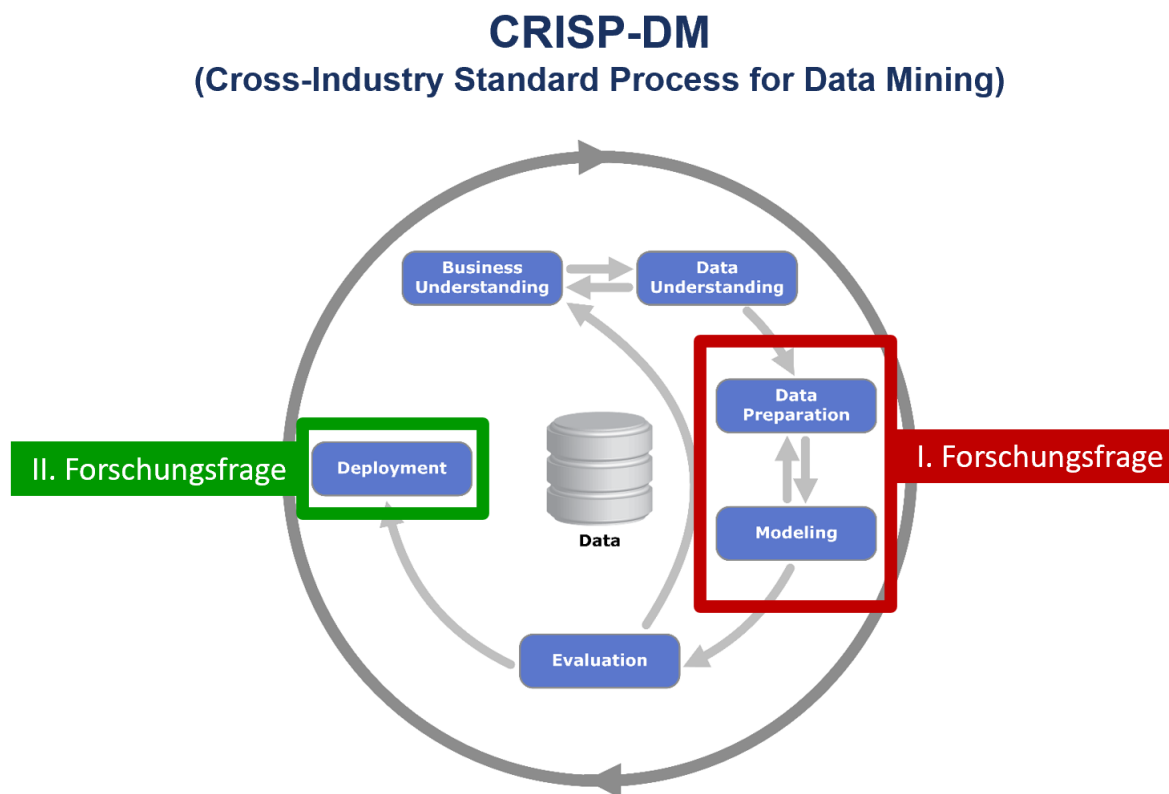 CRISP-DM
(Cross-Industry Standard Process for Data Mining)
Business
Understanding
Data
Understanding
Data
Preparation
I. Forschungsfrage
II. Forschungsfrage
Deployment
Data
Modeling
Evaluation